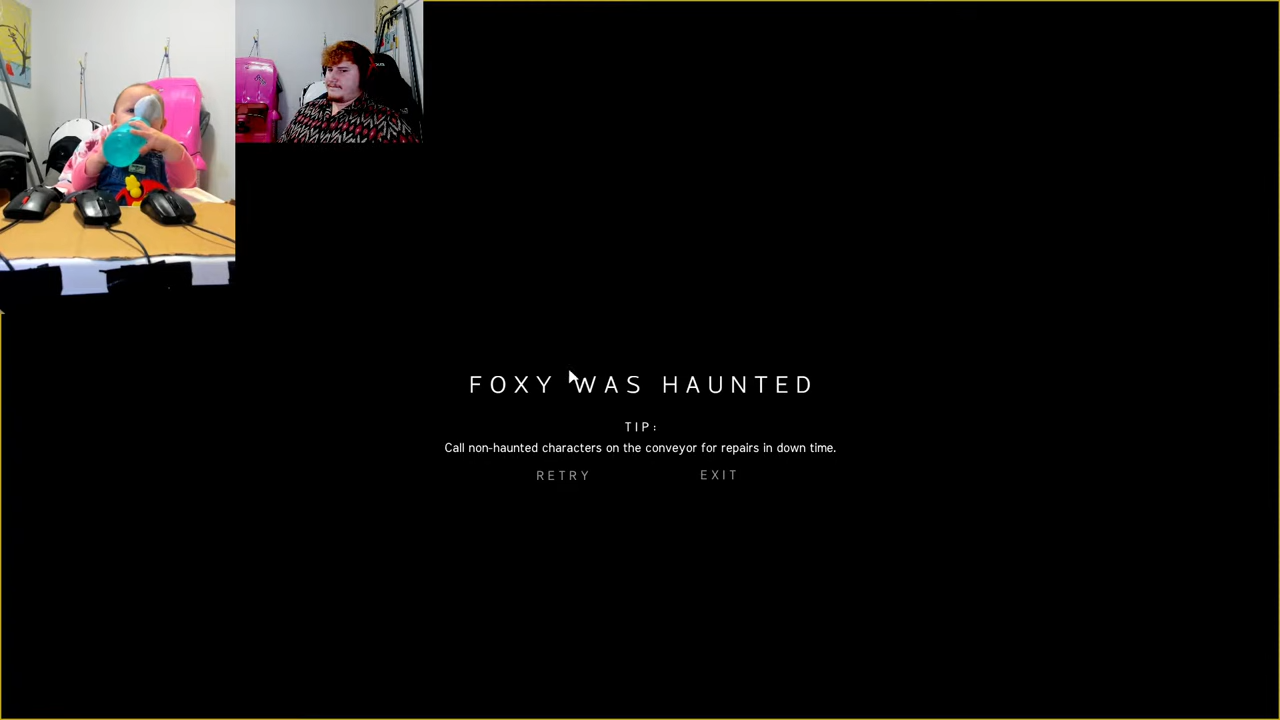 FOXY WAS HAUNTED
TIP:
Call non-haunted characters on the conveyor for repairs in down time.
RETRY
EXIT